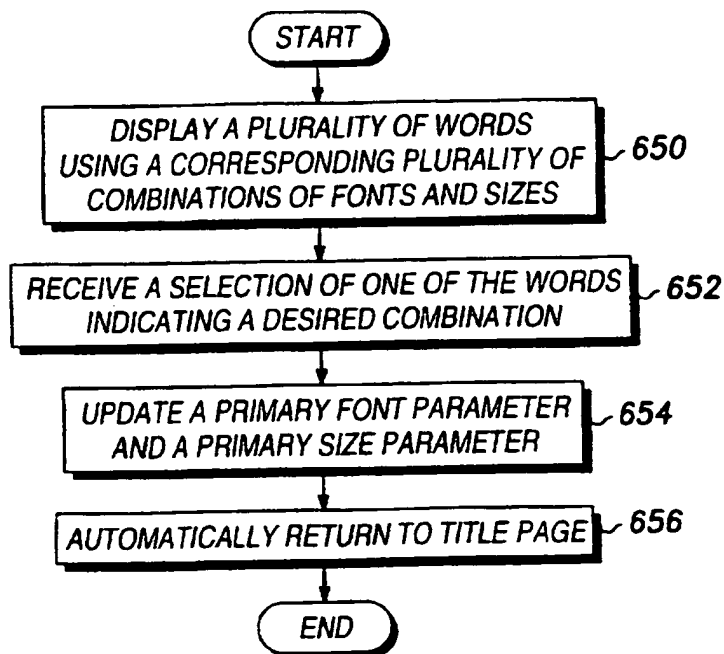 START
DISPLAY A PLURALITY OF WORDS
USING A CORRESPONDING PLURALITY OF
COMBINATIONS OF FONTS AND SIZES
650
RECEIVE A SELECTION OF ONE OF THE WORDS
INDICATING A DESIRED COMBINATION
652
UPDATE A PRIMARY FONT PARAMETER
AND A PRIMARY SIZE PARAMETER
654
AUTOMATICALLY RETURN TO TITLE PAGE
656
END